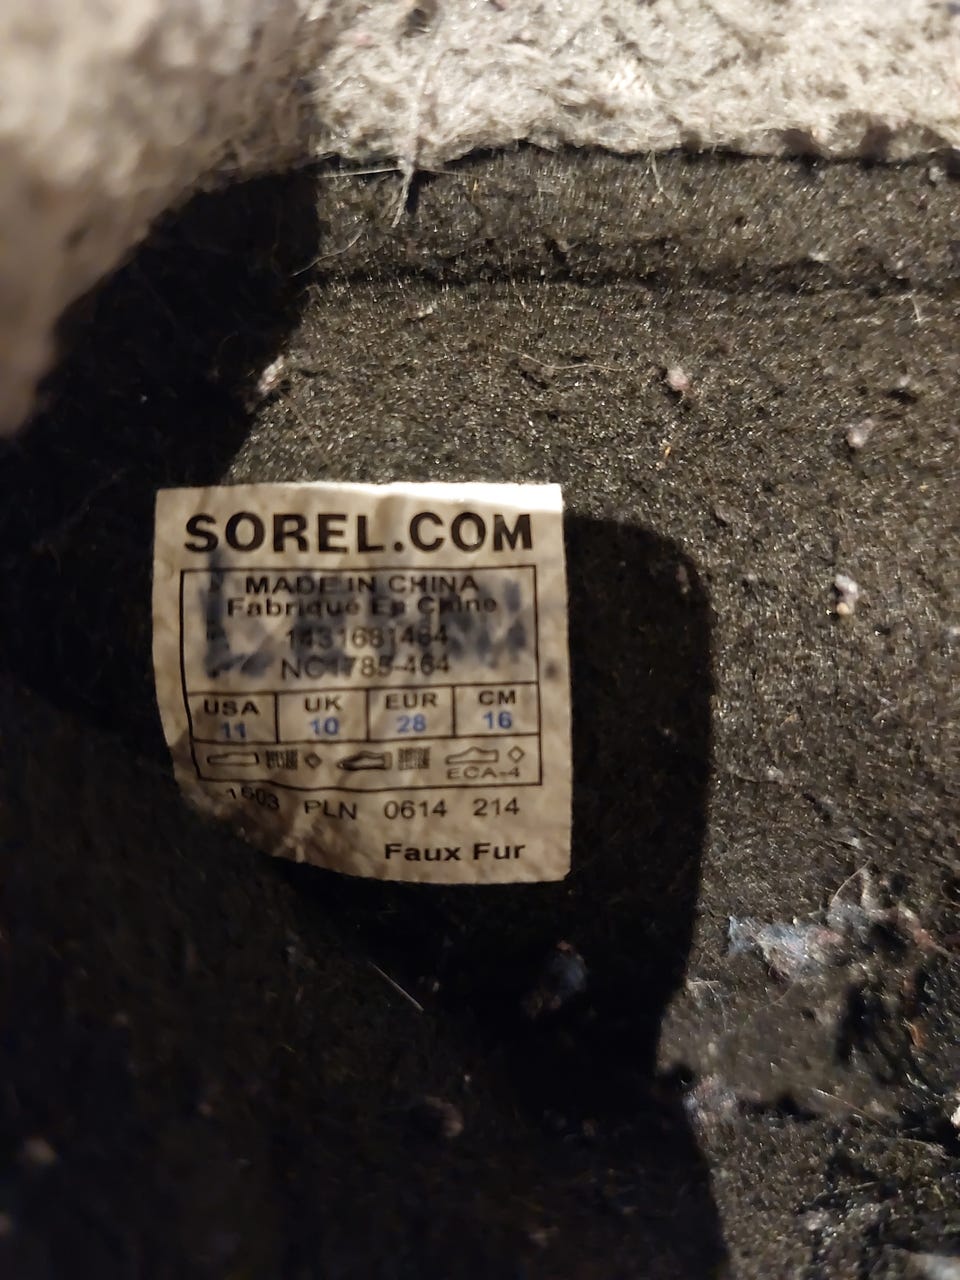 SOREL.COM
MADE IN CHINA
Fabriqué En Chine
1431681464
NC1785-464
USA UK EUR CM
11 10 28 16
ECA-4
1603 PLN 0614 214
Faux Fur